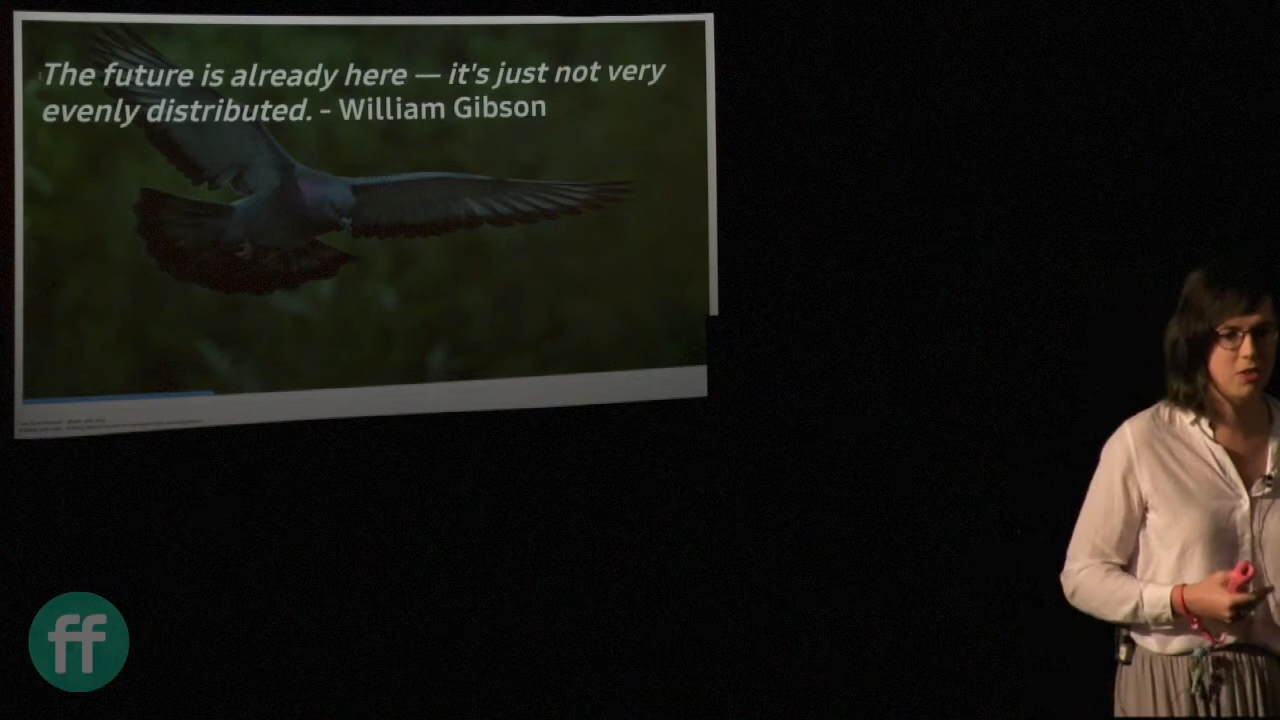 The future is already here — it's just not very
evenly distributed. - William Gibson
ff